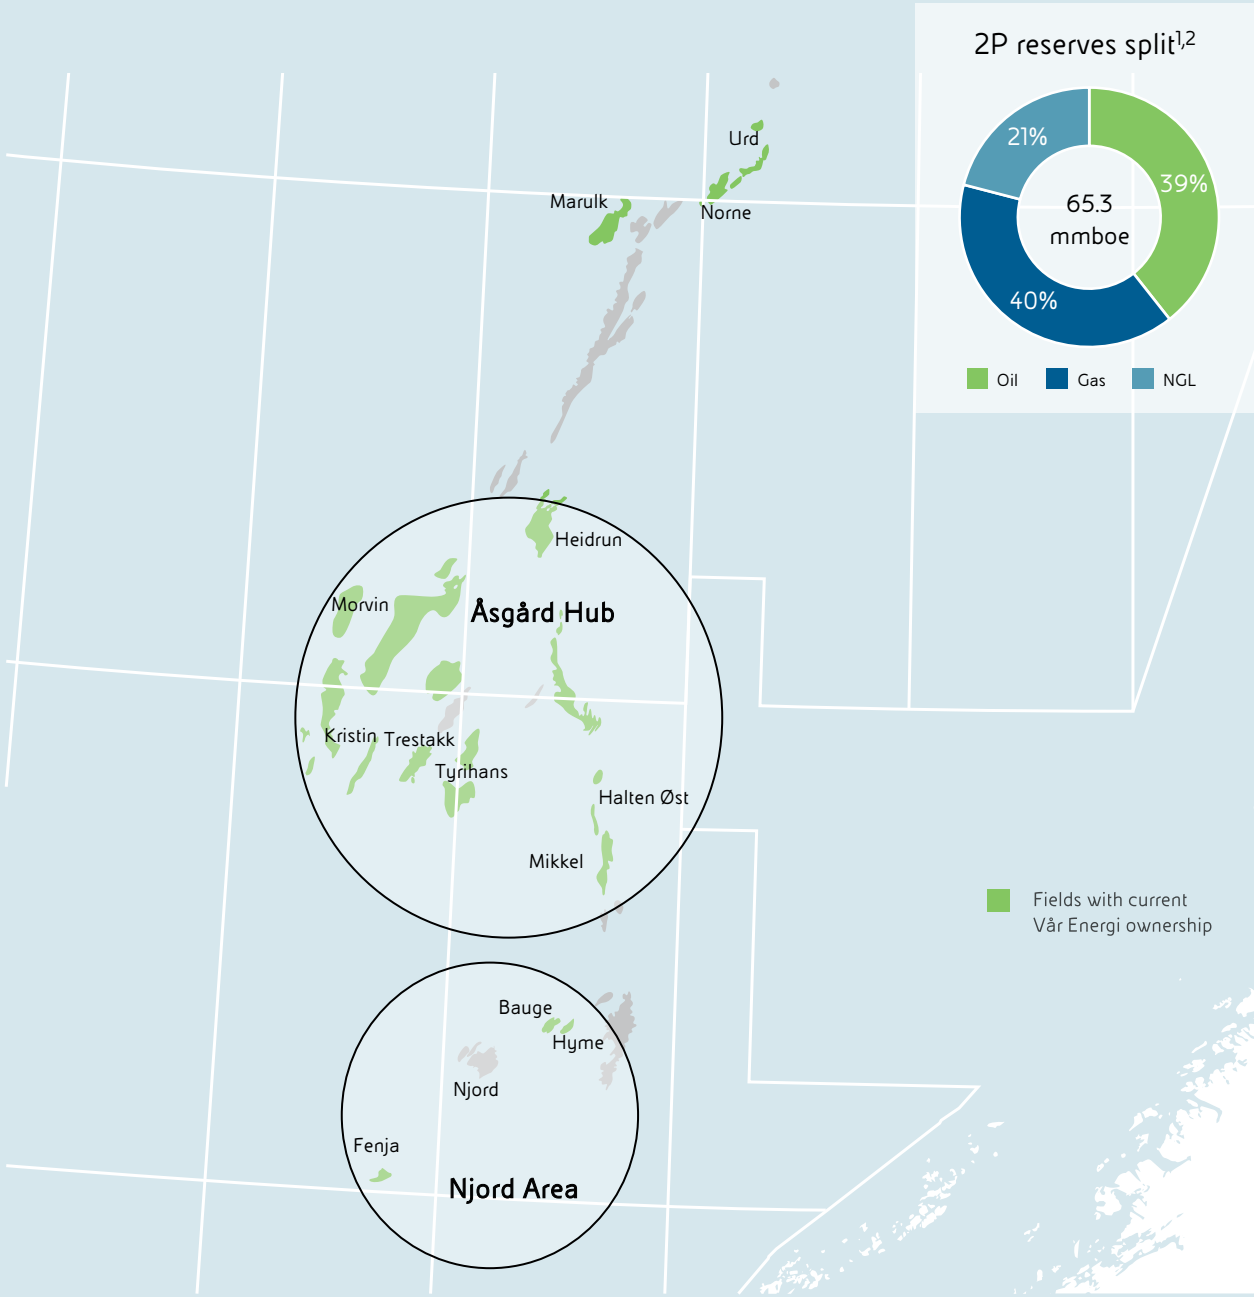 2P reserves split1,2
21%
39%
65.3
mmboe
40%
Oil
Gas
NGL
Urd
Marulk
Norne
Heidrun
Morvin
Åsgård Hub
Kristin
Trestakk
Tyrihans
Halten Øst
Mikkel
Fields with current
Vår Energi ownership
Bauge
Hyme
Njord
Fenja
Njord Area